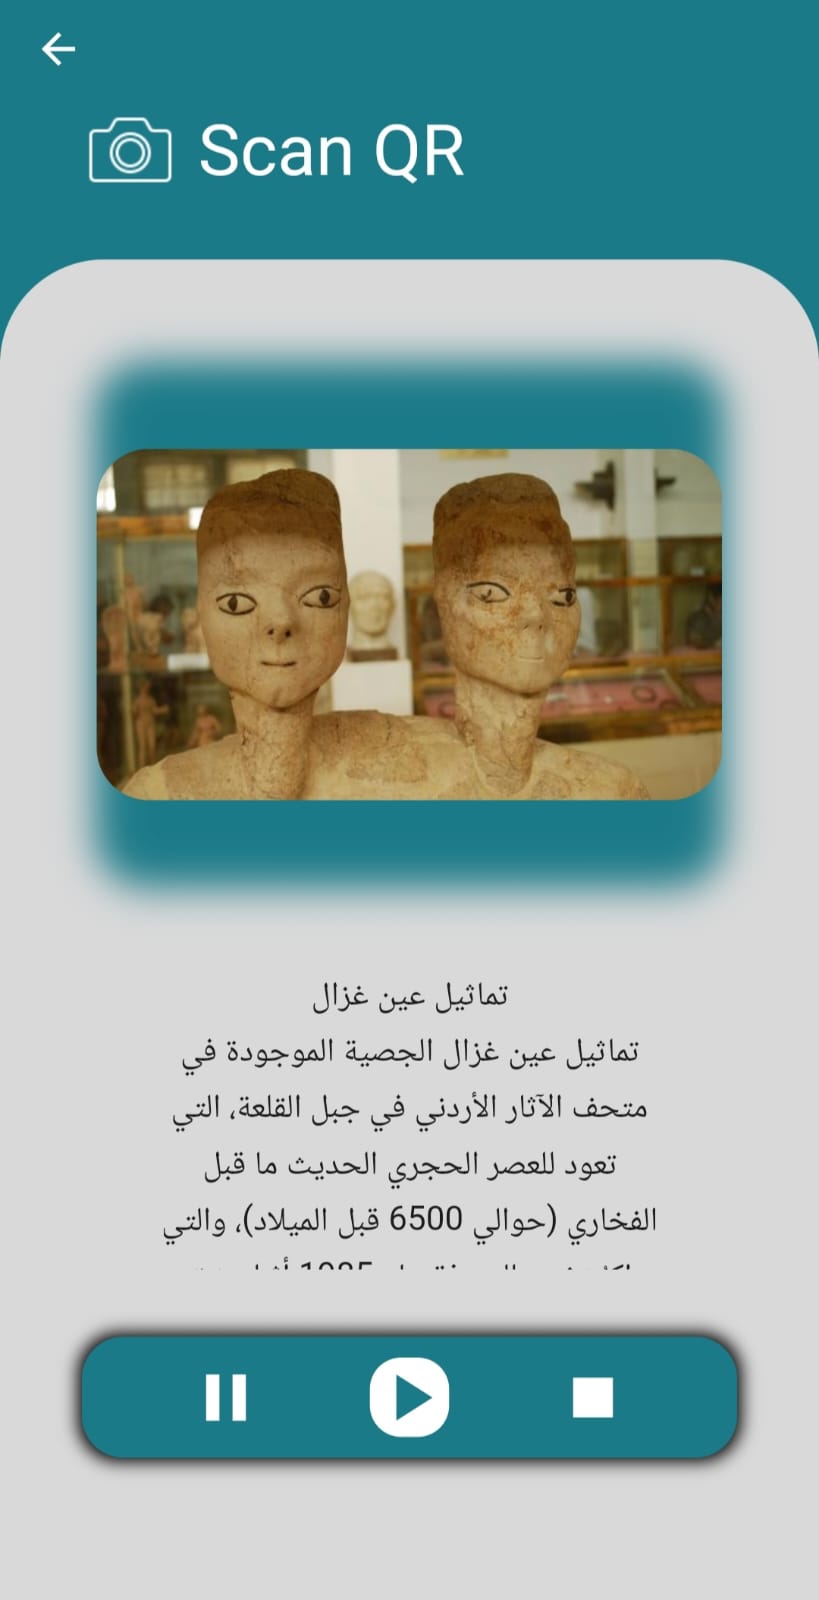 Scan QR
تماثيل عين غزال
تماثيل عين غزال الجصية الموجودة في
متحف الآثار الأردني في جبل القلعة، التي
تعود للعصر الحجري الحديث ما قبل
الفخاري (حوالي 6500 قبل الميلاد)، والتي